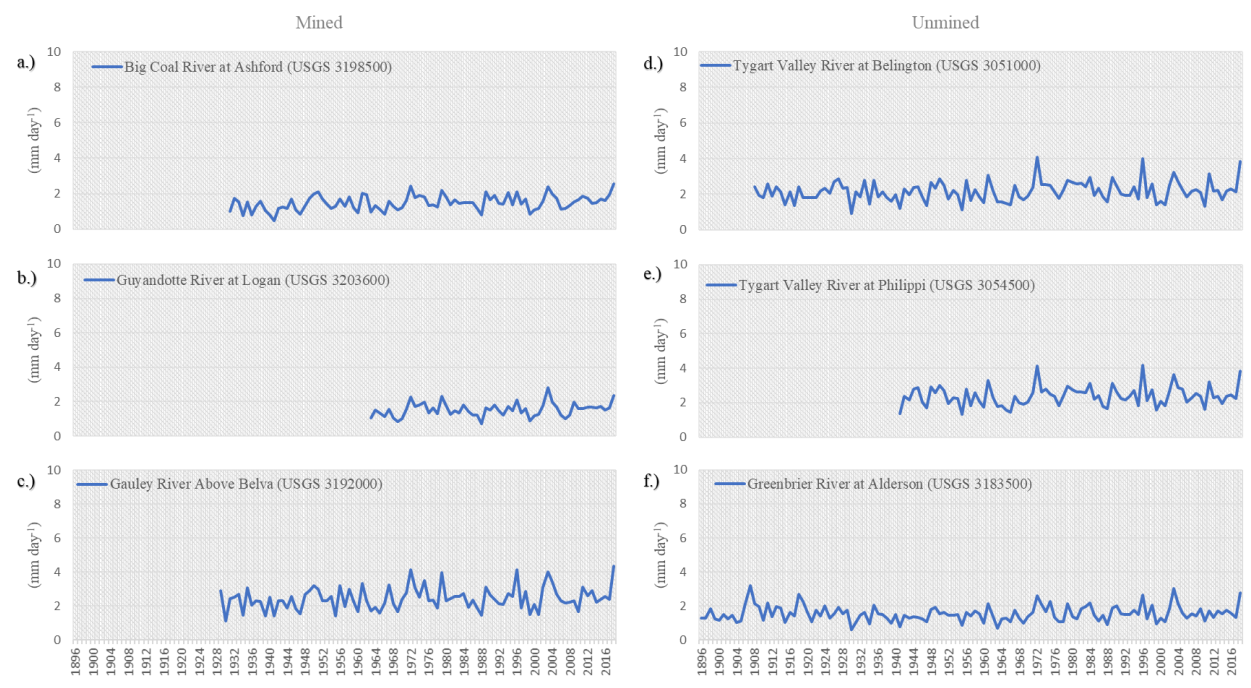 Mined
Unmined
a.)
Big Coal River at Ashford (USGS 3198500)
(mm day-1)
10
8
6
4
2
0
b.)
Guyandotte River at Logan (USGS 3203600)
(mm day-1)
10
8
6
4
2
0
c.)
Gauley River Above Belva (USGS 3192000)
(mm day-1)
10
8
6
4
2
0
1896 1900 1904 1908 1912 1916 1920 1924 1928 1932 1936 1940 1944 1948 1952 1956 1960 1964 1968 1972 1976 1980 1984 1988 1992 1996 2000 2004 2008 2012 2016
d.)
Tygart Valley River at Belington (USGS 3051000)
(mm day-1)
10
8
6
4
2
0
e.)
Tygart Valley River at Philippi (USGS 3054500)
(mm day-1)
10
8
6
4
2
0
f.)
Greenbrier River at Alderson (USGS 3183500)
(mm day-1)
10
8
6
4
2
0
1896 1900 1904 1908 1912 1916 1920 1924 1928 1932 1936 1940 1944 1948 1952 1956 1960 1964 1968 1972 1976 1980 1984 1988 1992 1996 2000 2004 2008 2012 2016